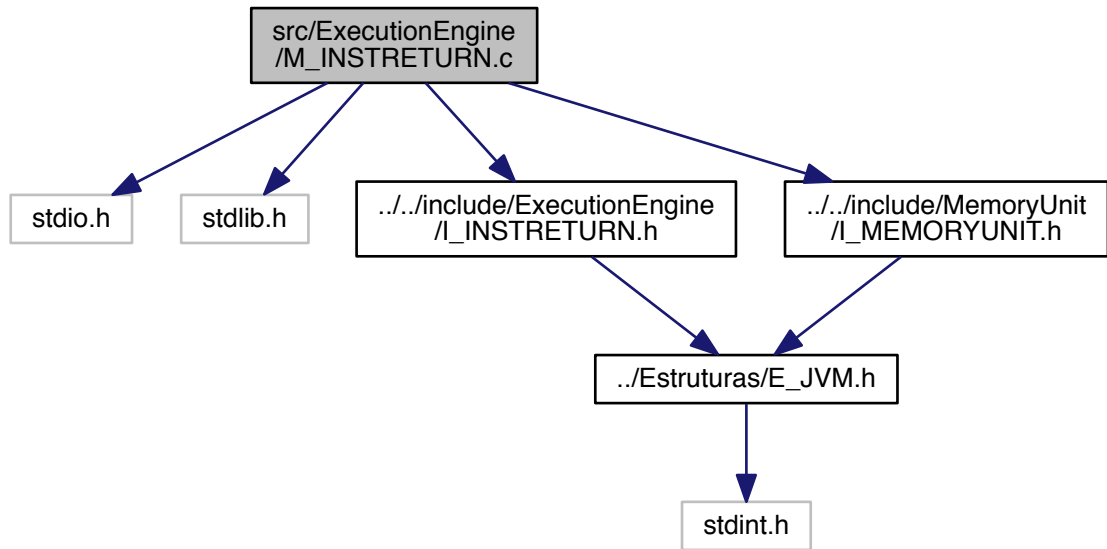 src/ExecutionEngine
/M_INSTRETURN.c
stdio.h
stdlib.h
../../include/ExecutionEngine
/I_INSTRETURN.h
../../include/MemoryUnit
/I_MEMORYUNIT.h
../Estruturas/E_JVM.h
stdint.h